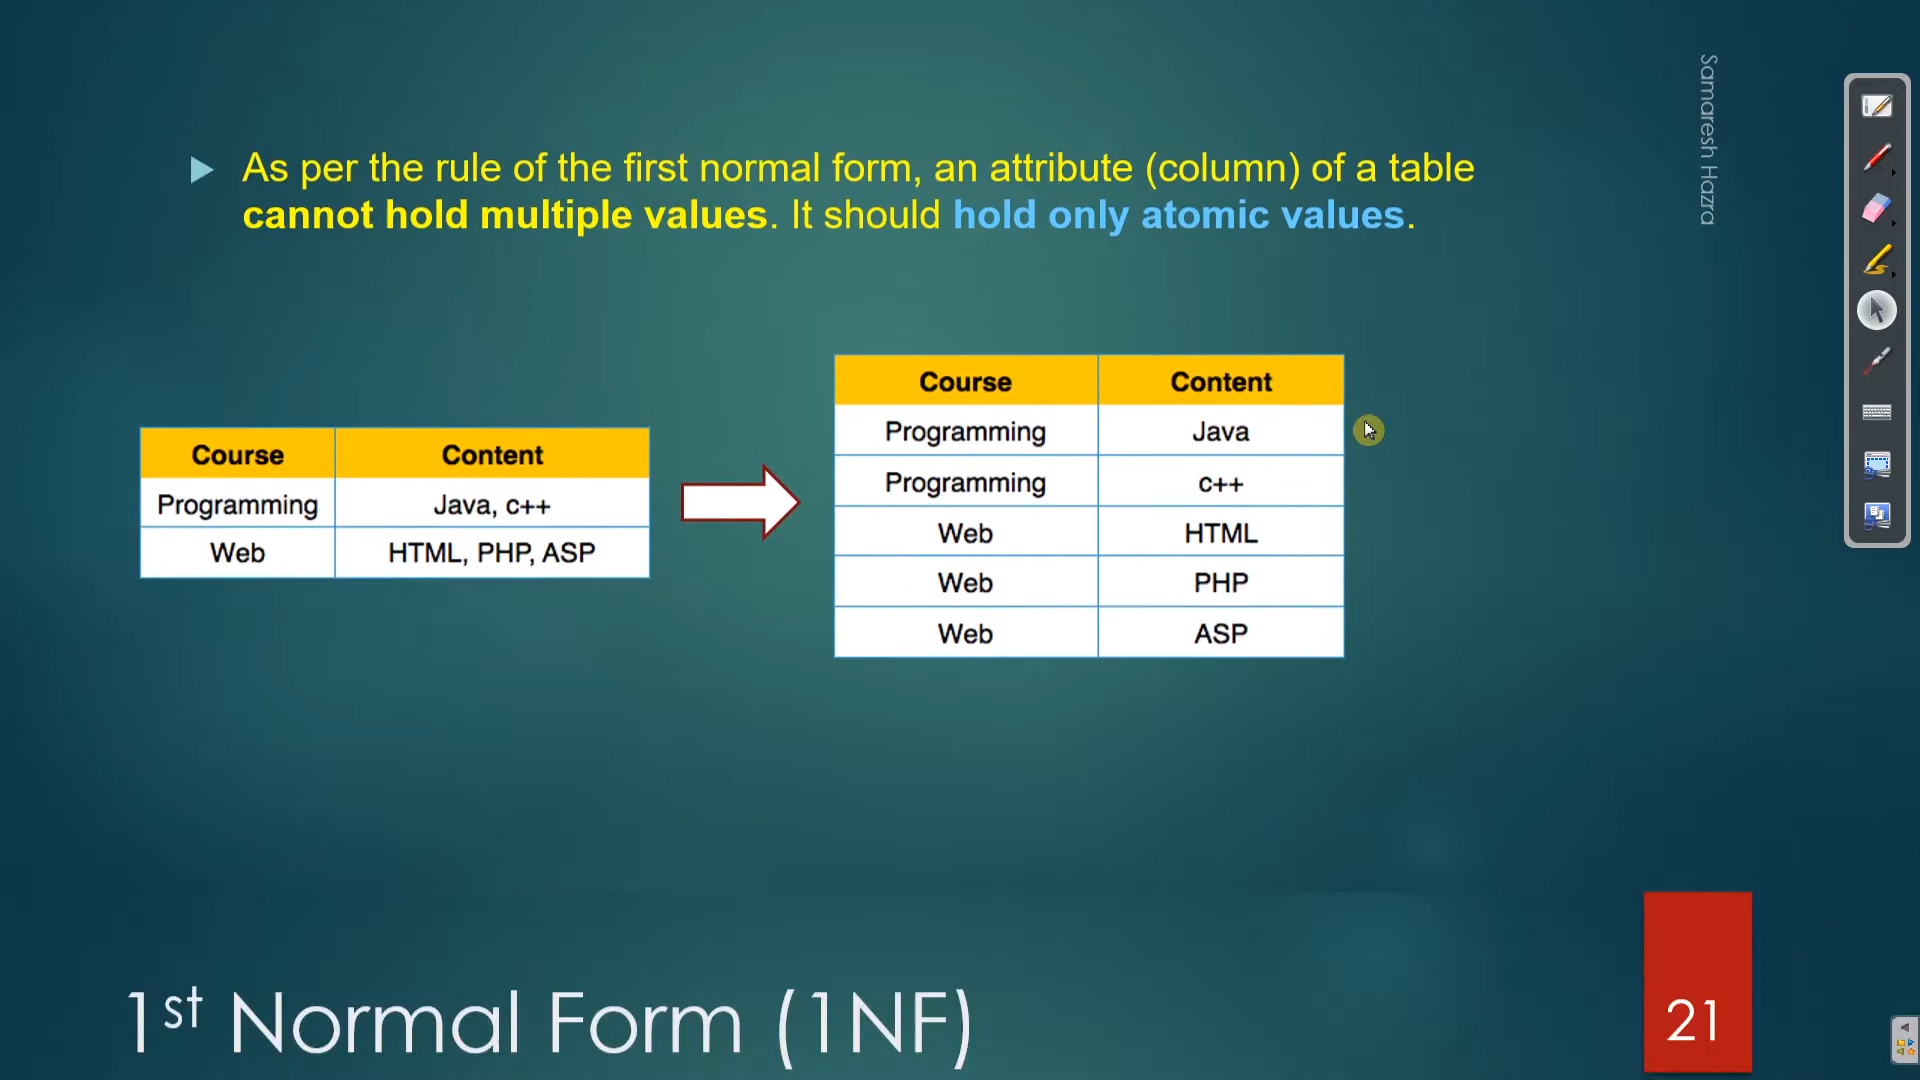 Samaresh Hazra
As per the rule of the first normal form, an attribute (column) of a table
cannot hold multiple values. It should hold only atomic values.
Course Content
Programming Java, c++
Web HTML, PHP, ASP
Course Content
Programming Java
Programming c++
Web HTML
Web PHP
Web ASP
1st Normal Form (1NF)
21